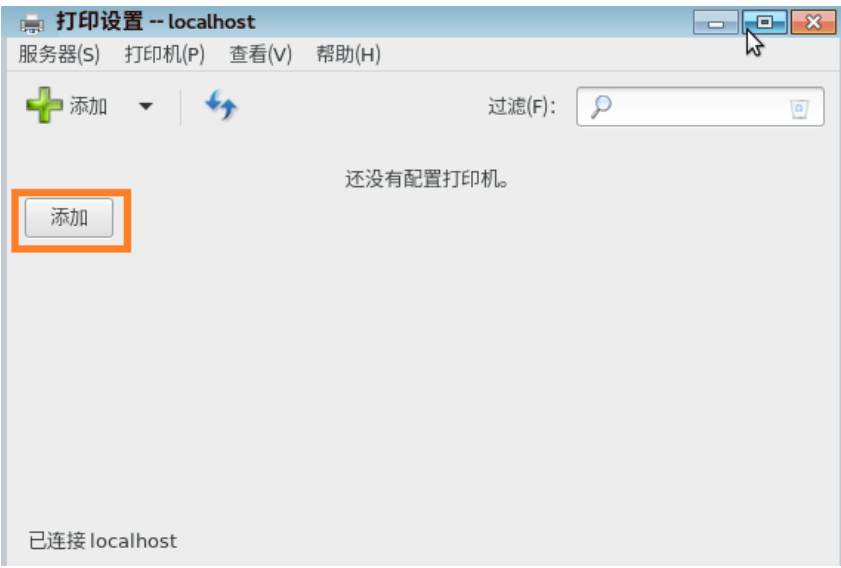 打印设置 -- localhost
服务器(S) 打印机(P) 查看(V) 帮助(H)
添加 过滤(F):
还没有配置打印机。
添加
已连接 localhost